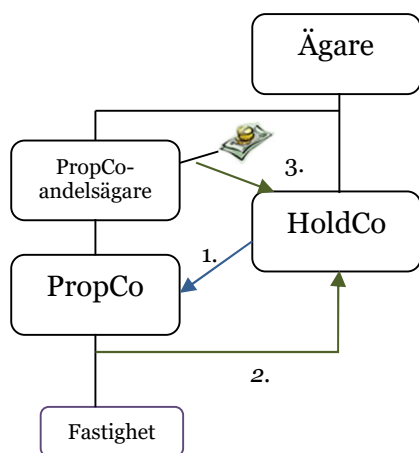 Ägare
PropCo-
andelsägare
3.
HoldCo
1.
PropCo
2.
Fastighet